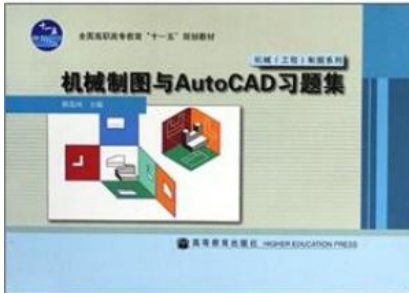 全国高职高专教育“十一五”规划教材
机械（工程）制图系列
机械制图与AutoCAD习题集
主编
高等教育出版社 HIGHER EDUCATION PRESS